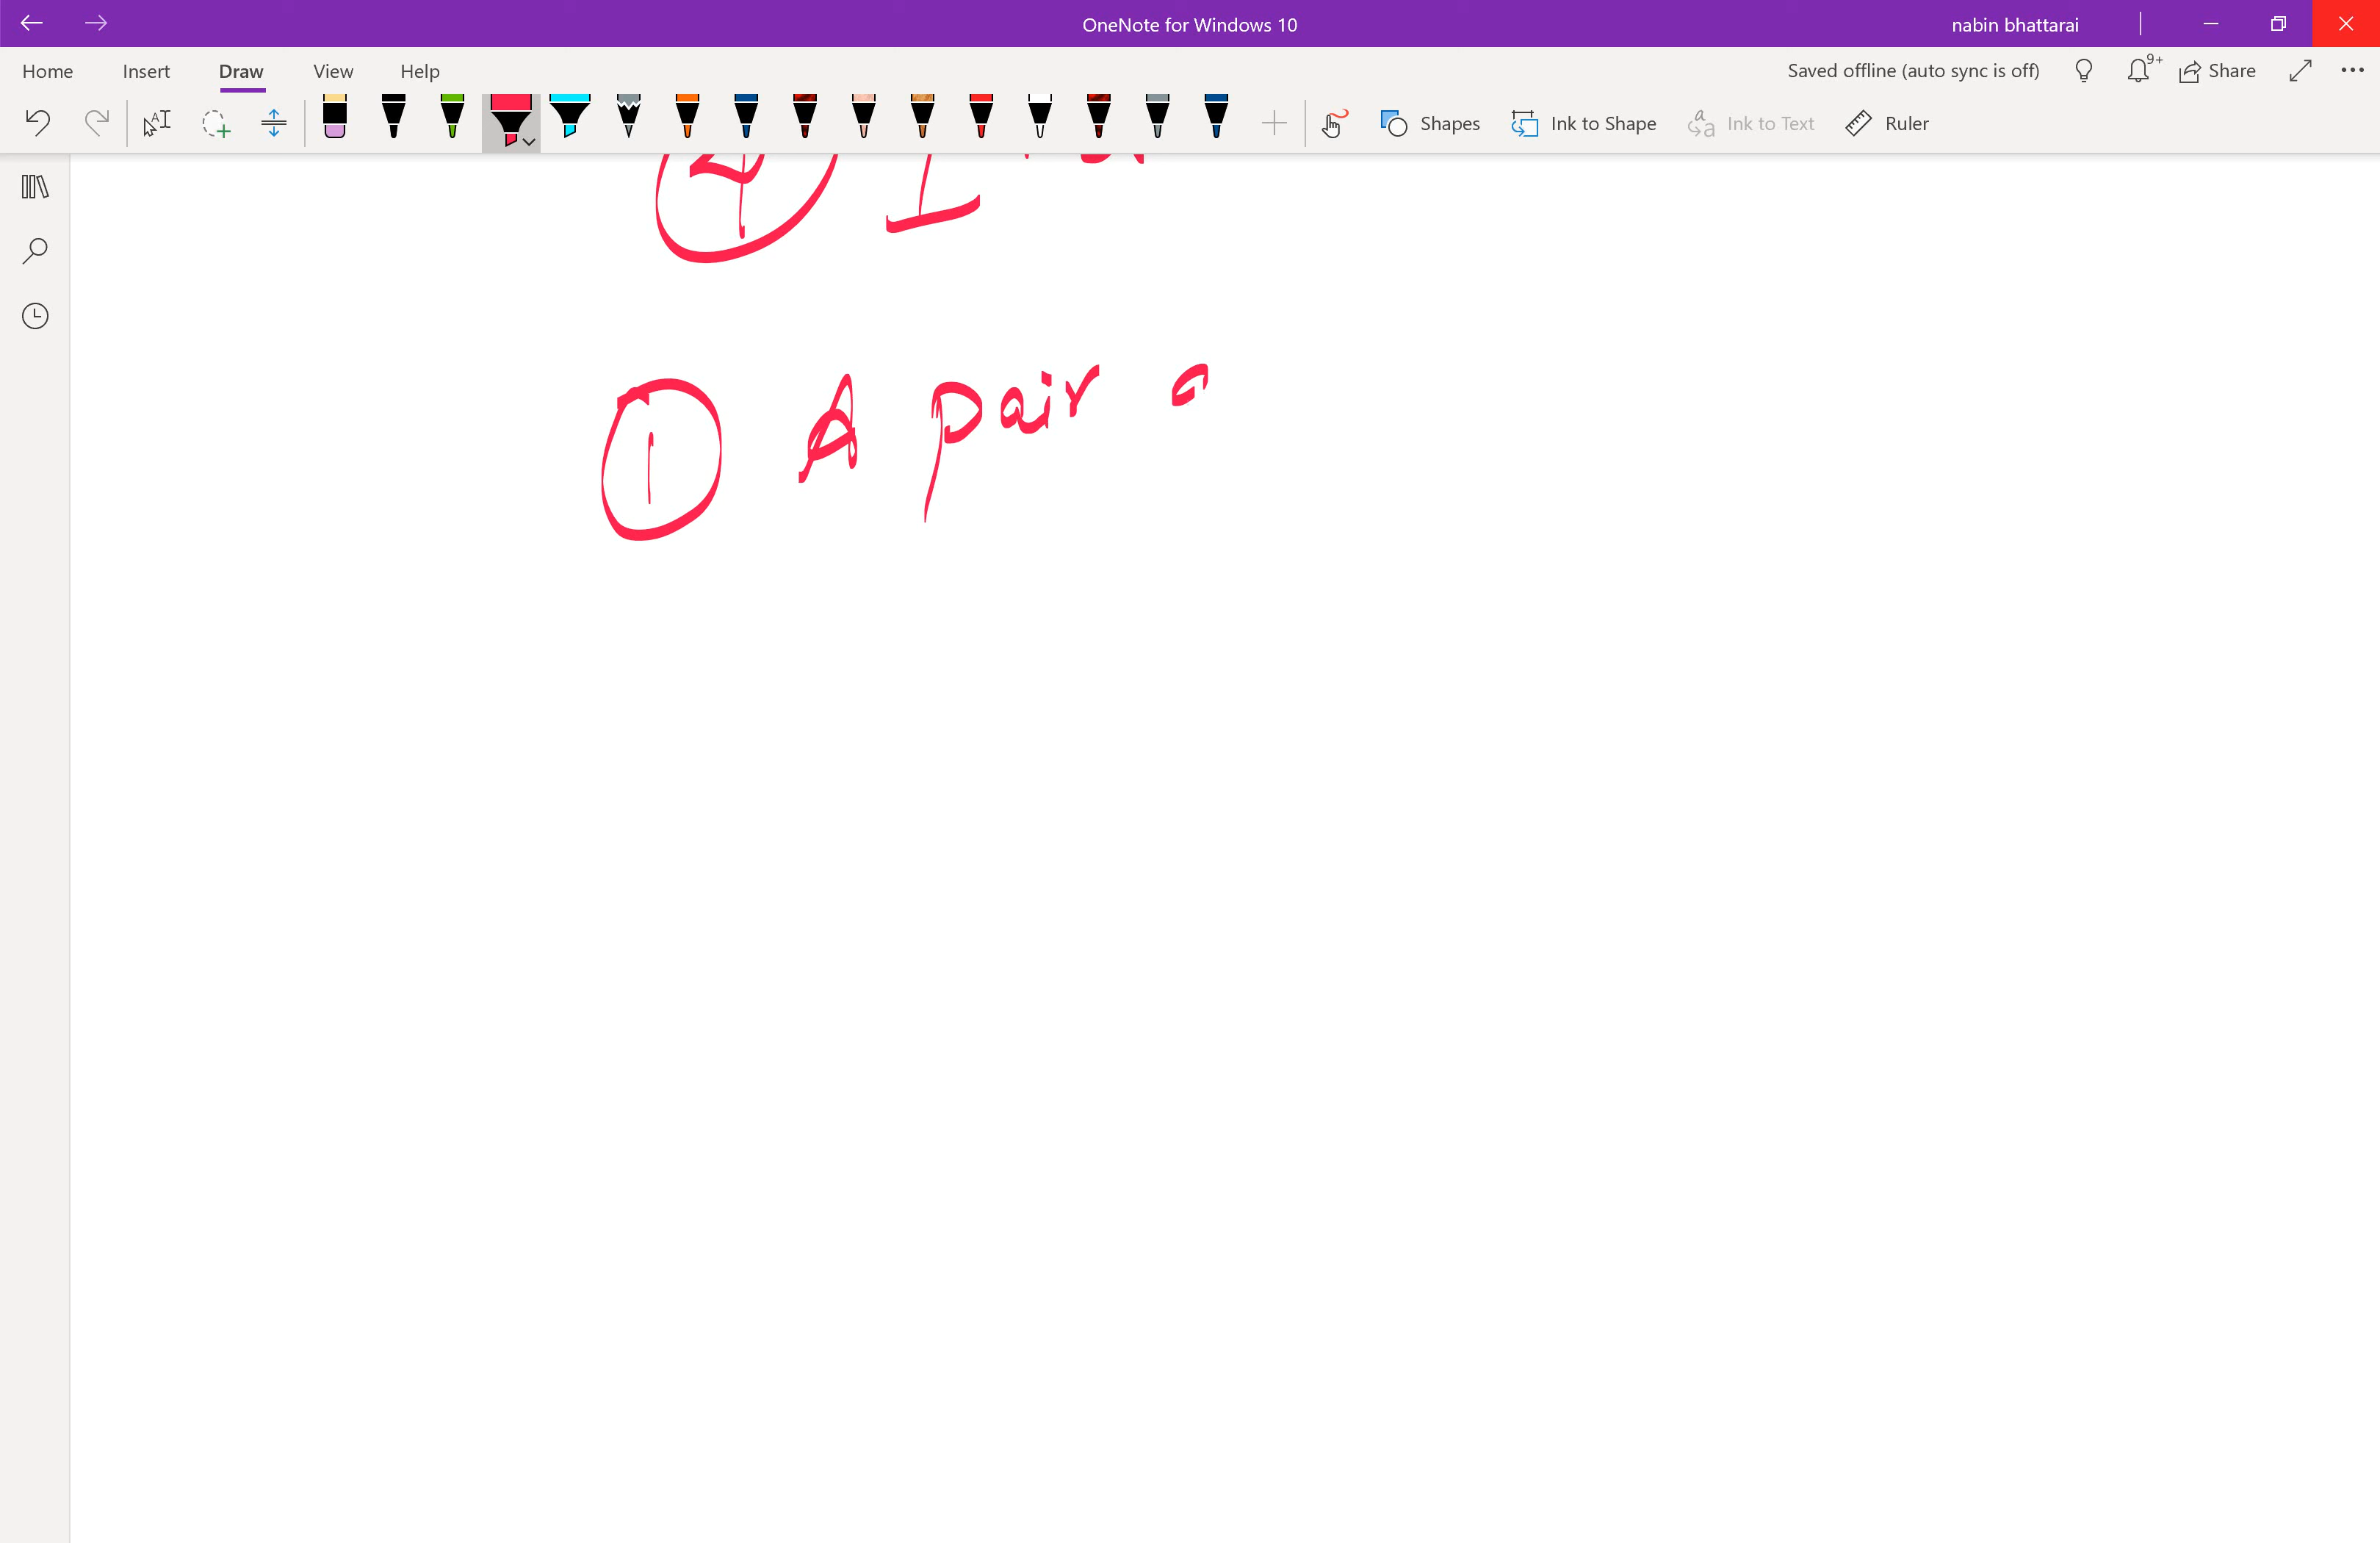 OneNote for Windows 10 nabin bhattarai
Home Insert Draw View Help Saved offline (auto sync is off) 9+ Share
Shapes Ink to Shape Ink to Text Ruler
1 A pair